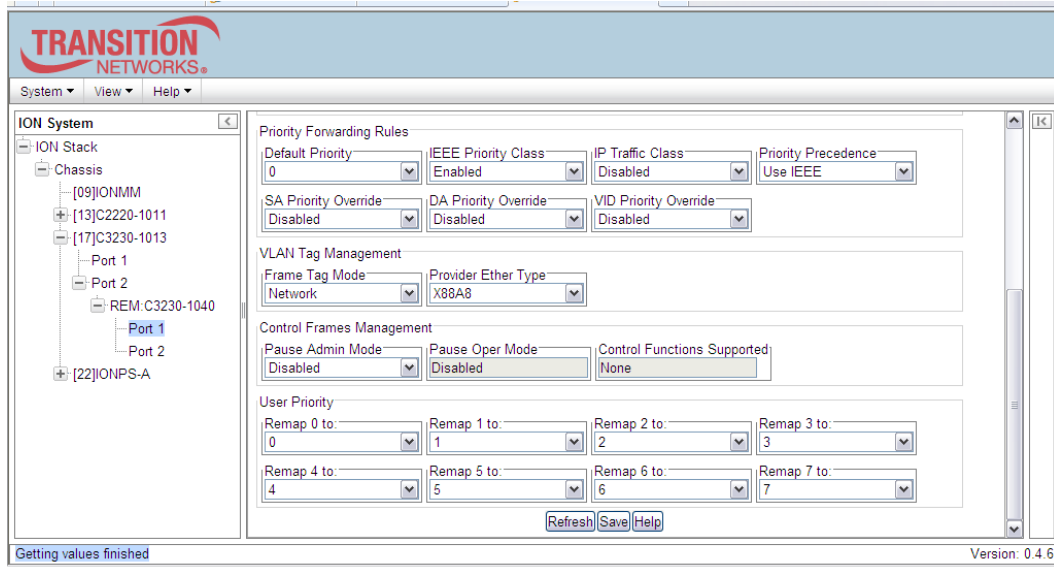 TRANSITION
NETWORKS®
System View Help
ION System
ION Stack
Chassis
[09]IONMM
[13]C2220-1011
[17]C3230-1013
Port 1
Port 2
REM:C3230-1040
Port 1
Port 2
[22]IONPS-A
Priority Forwarding Rules
Default Priority IEEE Priority Class IP Traffic Class Priority Precedence
0 Enabled Disabled Use IEEE
SA Priority Override DA Priority Override VID Priority Override
Disabled Disabled Disabled
VLAN Tag Management
Frame Tag Mode Provider Ether Type
Network X88A8
Control Frames Management
Pause Admin Mode Pause Oper Mode Control Functions Supported
Disabled Disabled None
User Priority
Remap 0 to: Remap 1 to: Remap 2 to: Remap 3 to:
0 1 2 3
Remap 4 to: Remap 5 to: Remap 6 to: Remap 7 to:
4 5 6 7
Refresh Save Help
Getting values finished Version: 0.4.6